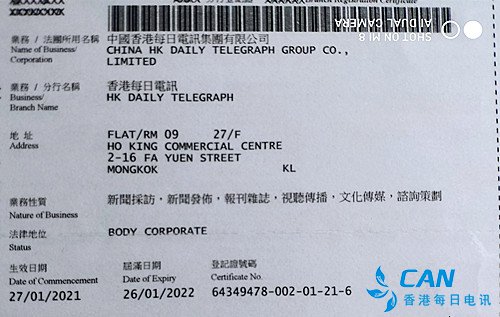 Registration Certificate
業務 / 法團所用名稱 中國香港每日電訊集團有限公司
Name of Business/ CHINA HK DAILY TELEGRAPH GROUP CO.,
Corporation LIMITED
業務 / 分行名稱 香港每日電訊
Business/ HK DAILY TELEGRAPH
Branch Name
地 址 FLAT/RM 09 27/F
Address HO KING COMMERCIAL CENTRE
2-16 FA YUEN STREET
MONGKOK KL
業務性質 新聞採訪，新聞發佈，報刊雜誌，視聽傳播，文化傳媒，諮詢策劃
Nature of Business
法律地位 BODY CORPORATE
Status
生效日期 屆滿日期 登記證號碼
Date of Commencement Date of Expiry Certificate No.
27/01/2021 26/01/2022 64349478-002-01-21-6
SHOT ON MI 8
AI DUAL CAMERA
CAN
香港每日电讯